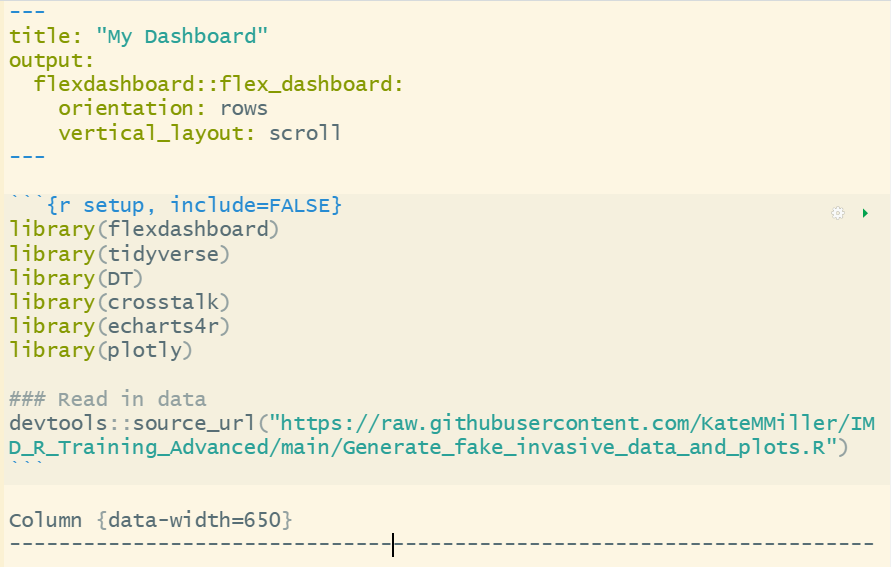 ---
title: "My Dashboard"
output:
  flexdashboard::flex_dashboard:
    orientation: rows
    vertical_layout: scroll
---
```{r setup, include=FALSE}
library(flexdashboard)
library(tidyverse)
library(DT)
library(crosstalk)
library(echarts4r)
library(plotly)
### Read in data
devtools::source_url("https://raw.githubusercontent.com/KateMMiller/IM
D_R_Training_Advanced/main/Generate_fake_invasive_data_and_plots.R")
```
Column {data-width=650}
-----------------------------------------------------------------------